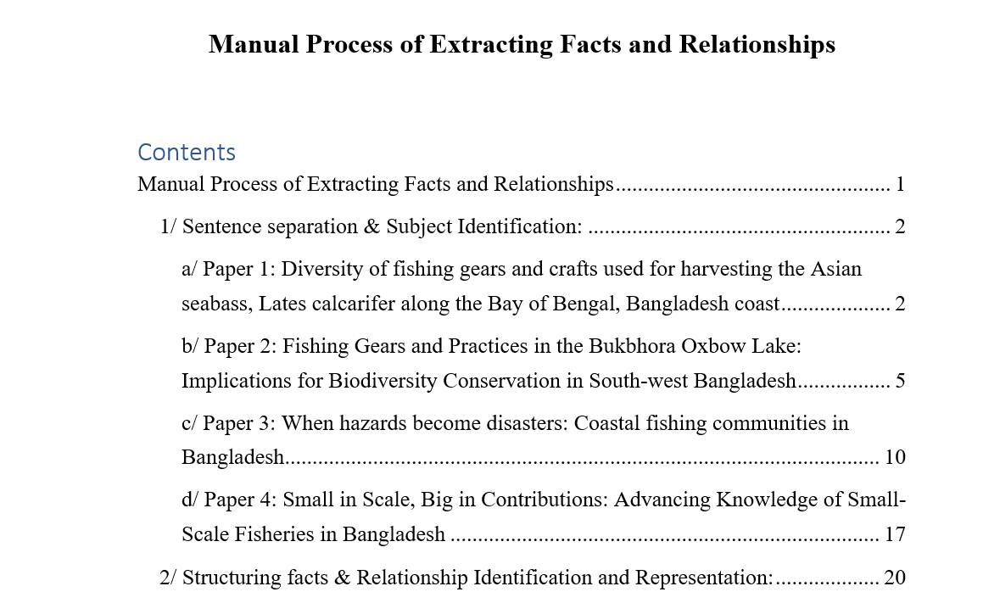 Manual Process of Extracting Facts and Relationships
Contents
Manual Process of Extracting Facts and Relationships.................................................. 1
1/ Sentence separation & Subject Identification: ....................................................... 2
a/ Paper 1: Diversity of fishing gears and crafts used for harvesting the Asian
seabass, Lates calcarifer along the Bay of Bengal, Bangladesh coast.................... 2
b/ Paper 2: Fishing Gears and Practices in the Bukbhora Oxbow Lake:
Implications for Biodiversity Conservation in South-west Bangladesh................. 5
c/ Paper 3: When hazards become disasters: Coastal fishing communities in
Bangladesh............................................................................................................ 10
d/ Paper 4: Small in Scale, Big in Contributions: Advancing Knowledge of Small-
Scale Fisheries in Bangladesh .............................................................................. 17
2/ Structuring facts & Relationship Identification and Representation:................... 20